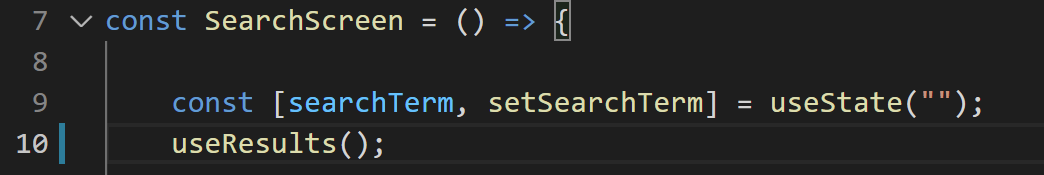 7 const SearchScreen = () => {
8
9 const [searchTerm, setSearchTerm] = useState("");
10 useResults();